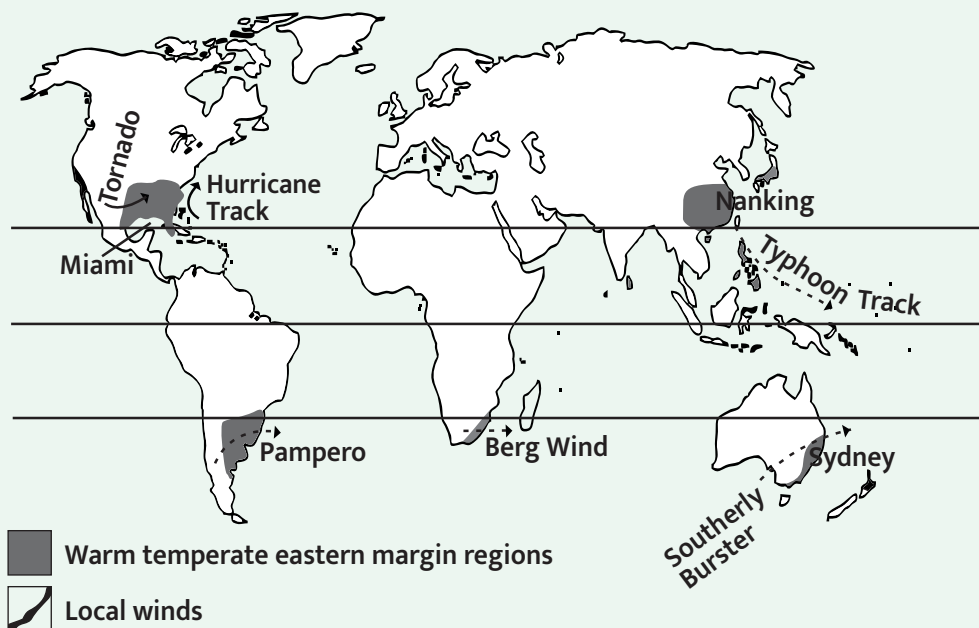 Tornado
Hurricane
Track
Miami
Nanking
Typhoon Track
Pampero
Berg Wind
Sydney
Southerly
Burster
Warm temperate eastern margin regions
Local winds